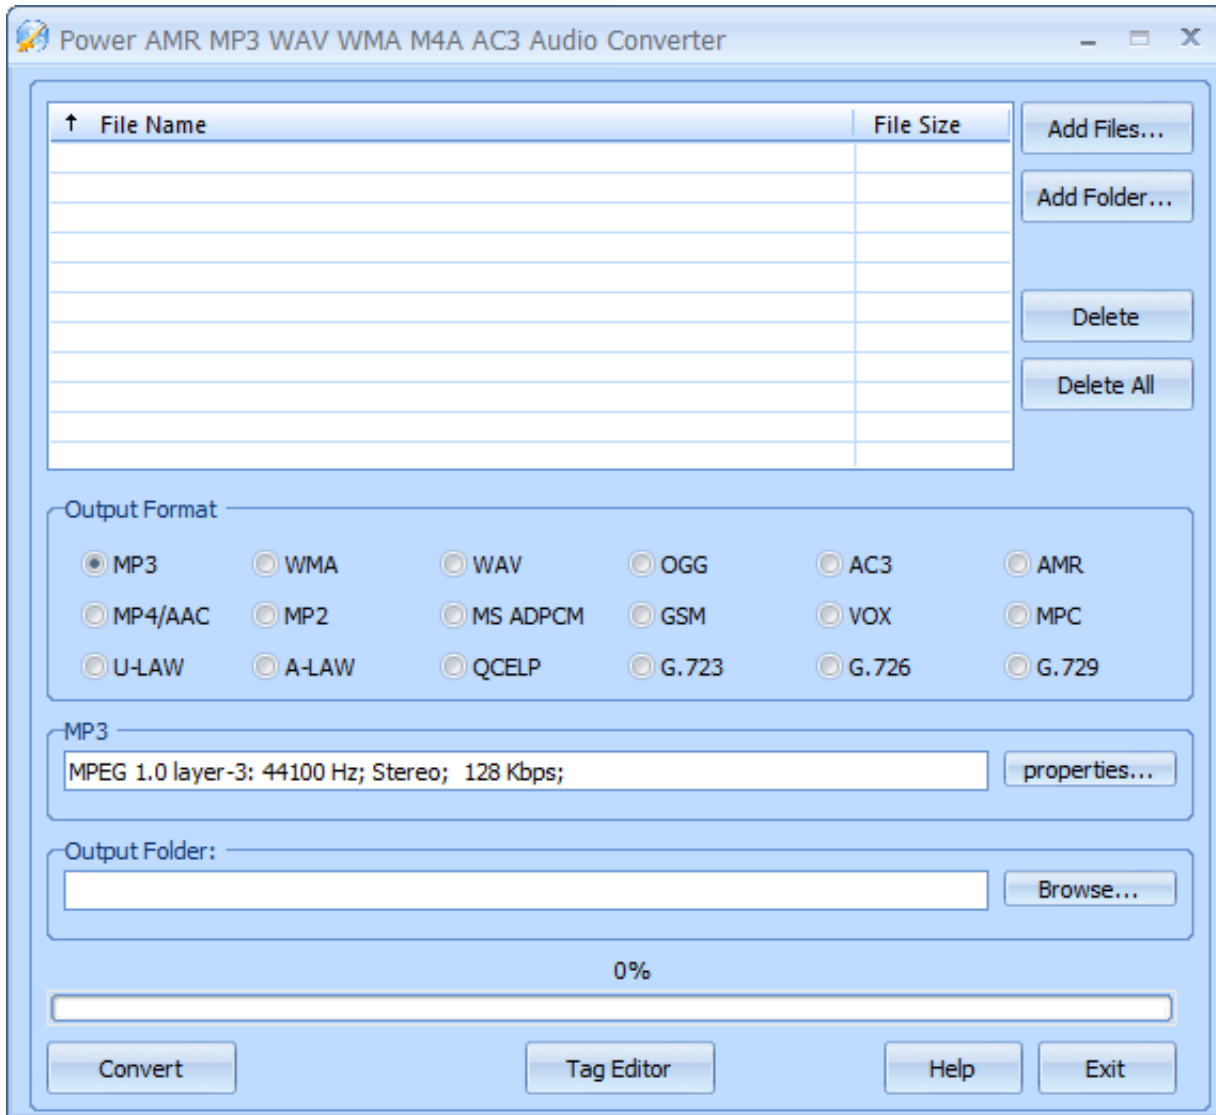 Power AMR MP3 WAV WMA M4A AC3 Audio Converter
File Name File Size
Add Files...
Add Folder...
Delete
Delete All
Output Format
MP3 WMA WAV OGG AC3 AMR
MP4/AAC MP2 MS ADPCM GSM VOX MPC
U-LAW A-LAW QCELP G.723 G.726 G.729
MP3
MPEG 1.0 layer-3: 44100 Hz; Stereo;  128 Kbps;
properties...
Output Folder:
Browse...
0%
Convert Tag Editor Help Exit